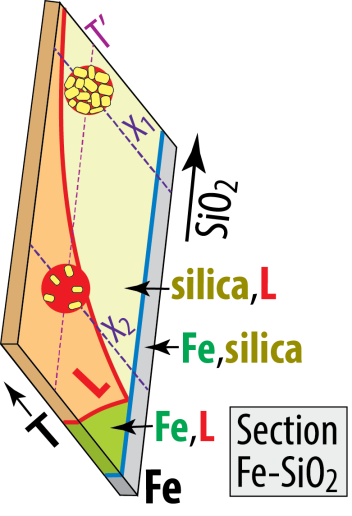 T'
X1
SiO2
silica,L
X2
Fe,silica
L
T
Fe,L
Fe
Section
Fe-SiO2